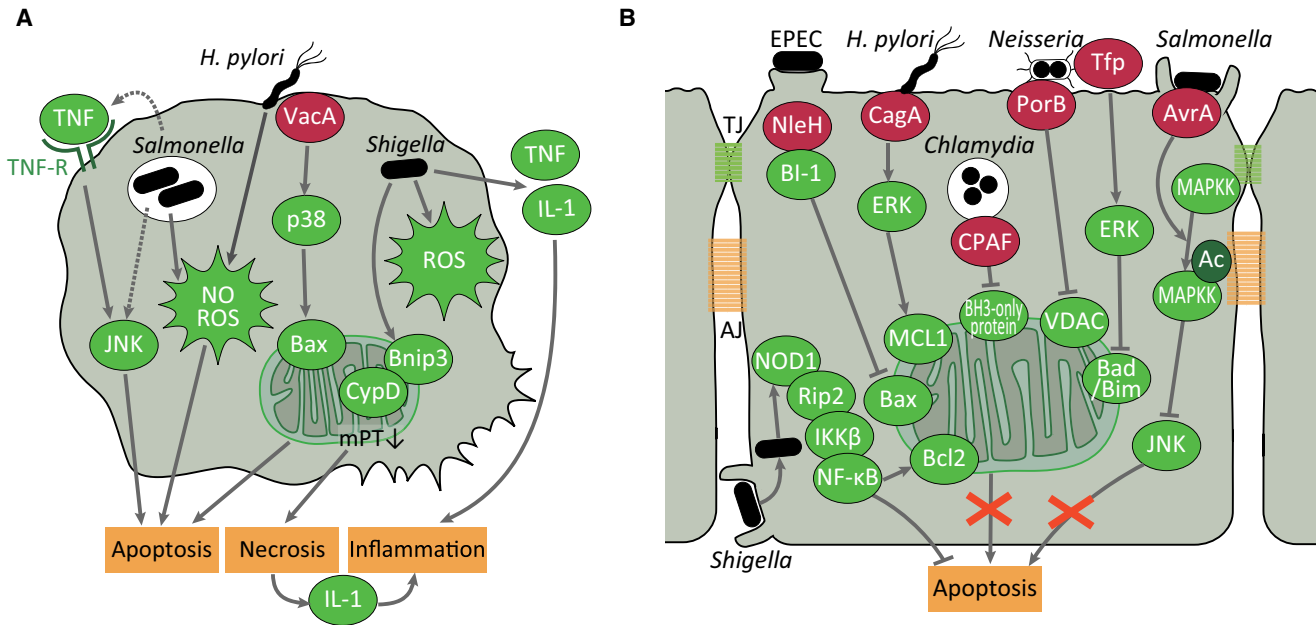 A
H. pylori
TNF
VacA
TNF-R
Salmonella
Shigella
TNF
IL-1
p38
ROS
NO
ROS
JNK
Bax
Bnip3
CypD
mPT↓
Apoptosis
Necrosis
Inflammation
IL-1
B
EPEC
H. pylori
Neisseria
Salmonella
Tfp
NleH
CagA
PorB
AvrA
TJ
BI-1
Chlamydia
MAPKK
ERK
CPAF
ERK
Ac
MAPKK
AJ
BH3-only
protein
VDAC
MCL1
NOD1
Bad
/Bim
Rip2
Bax
IKKβ
JNK
Bcl2
NF-κB
Shigella
Apoptosis